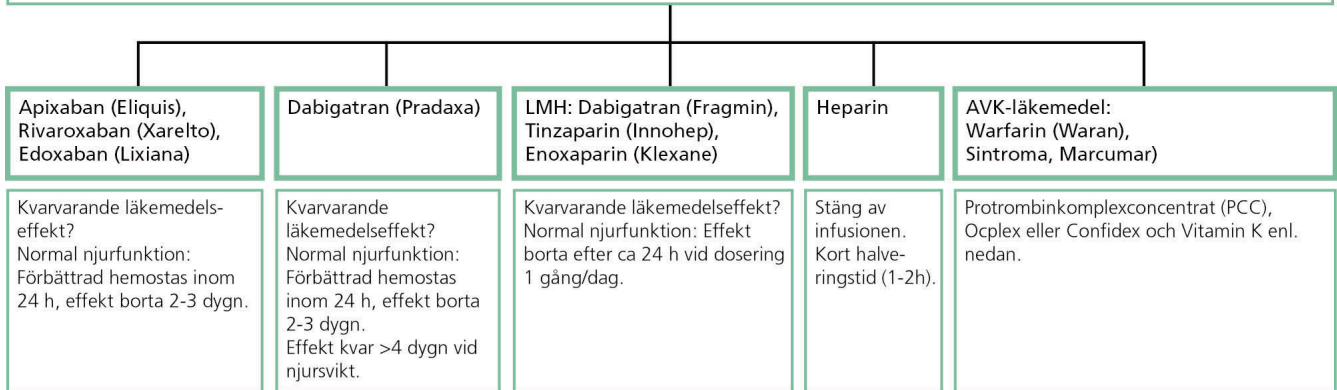 Apixaban (Eliquis),
Rivaroxaban (Xarelto),
Edoxaban (Lixiana)
Kvarvarande läkemedels-
effekt?
Normal njurfunktion:
Förbättrad hemostas inom
24 h, effekt borta 2-3 dygn.
Dabigatran (Pradaxa)
Kvarvarande
läkemedelseffekt?
Normal njurfunktion:
Förbättrad hemostas
inom 24 h, effekt borta
2-3 dygn.
Effekt kvar >4 dygn vid
njursvikt.
LMH: Dabigatran (Fragmin),
Tinzaparin (Innohep),
Enoxaparin (Klexane)
Kvarvarande läkemedelseffekt?
Normal njurfunktion: Effekt
borta efter ca 24 h vid dosering
1 gång/dag.
Heparin
Stäng av
infusionen.
Kort halve-
ringstid (1-2h).
AVK-läkemedel:
Warfarin (Waran),
Sintroma, Marcumar)
Protrombinkomplexconcentrat (PCC),
Ocplex eller Confidex och Vitamin K enl.
nedan.